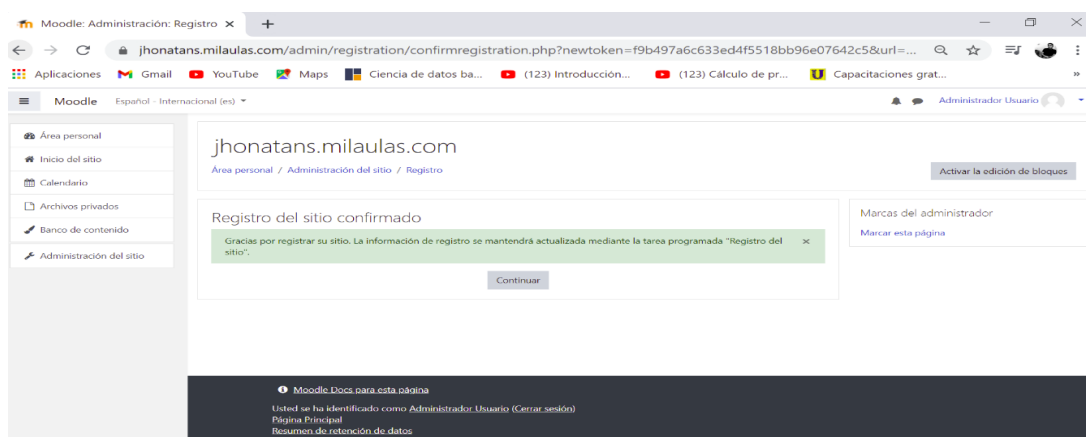 Moodle: Administración: Registro
jhonatans.milaulas.com/admin/registration/confirmregistration.php?newtoken=f9b497a6c633ed4f5518bb96e07642c58&url=...
Aplicaciones Gmail YouTube Maps Ciencia de datos ba... (123) Introducción... (123) Cálculo de pr... Capacitaciones grat... »
Moodle Español - Internacional (es) Administrador Usuario
Área personal
Inicio del sitio
Calendario
Archivos privados
Banco de contenido
Administración del sitio
jhonatans.milaulas.com
Área personal / Administración del sitio / Registro
Activar la edición de bloques
Registro del sitio confirmado
Gracias por registrar su sitio. La información de registro se mantendrá actualizada mediante la tarea programada "Registro del
sitio".
Continuar
Marcas del administrador
Marcar esta página
Moodle Docs para esta página
Usted se ha identificado como Administrador Usuario (Cerrar sesión)
Página Principal
Resumen de retención de datos